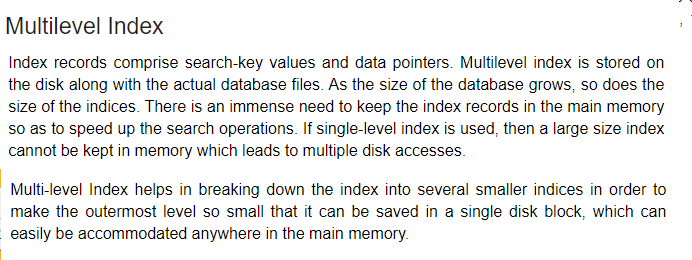 Multilevel Index
Index records comprise search-key values and data pointers. Multilevel index is stored on
the disk along with the actual database files. As the size of the database grows, so does the
size of the indices. There is an immense need to keep the index records in the main memory
so as to speed up the search operations. If single-level index is used, then a large size index
cannot be kept in memory which leads to multiple disk accesses.
Multi-level Index helps in breaking down the index into several smaller indices in order to
make the outermost level so small that it can be saved in a single disk block, which can
easily be accommodated anywhere in the main memory.